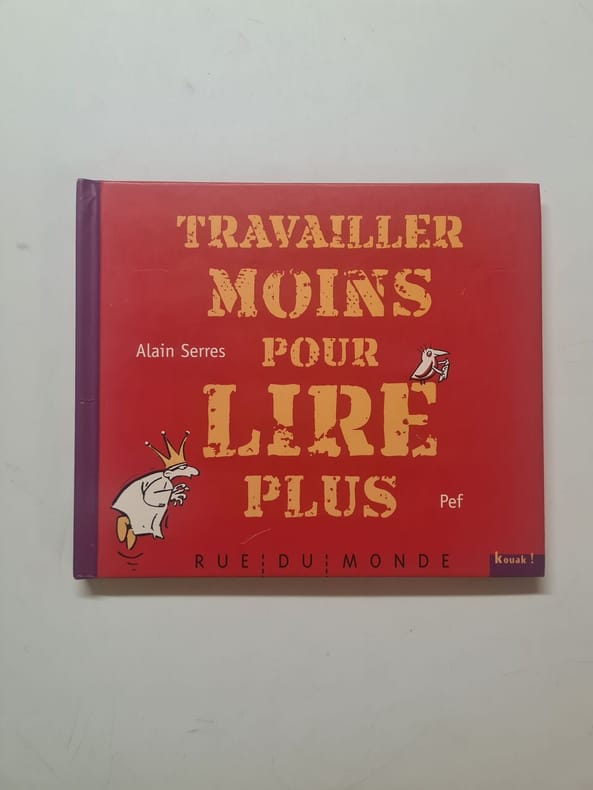 TRAVAILLER
MOINS
Alain Serres
POUR
LIRE
PLUS
Pef
RUE DU MONDE
kouak !